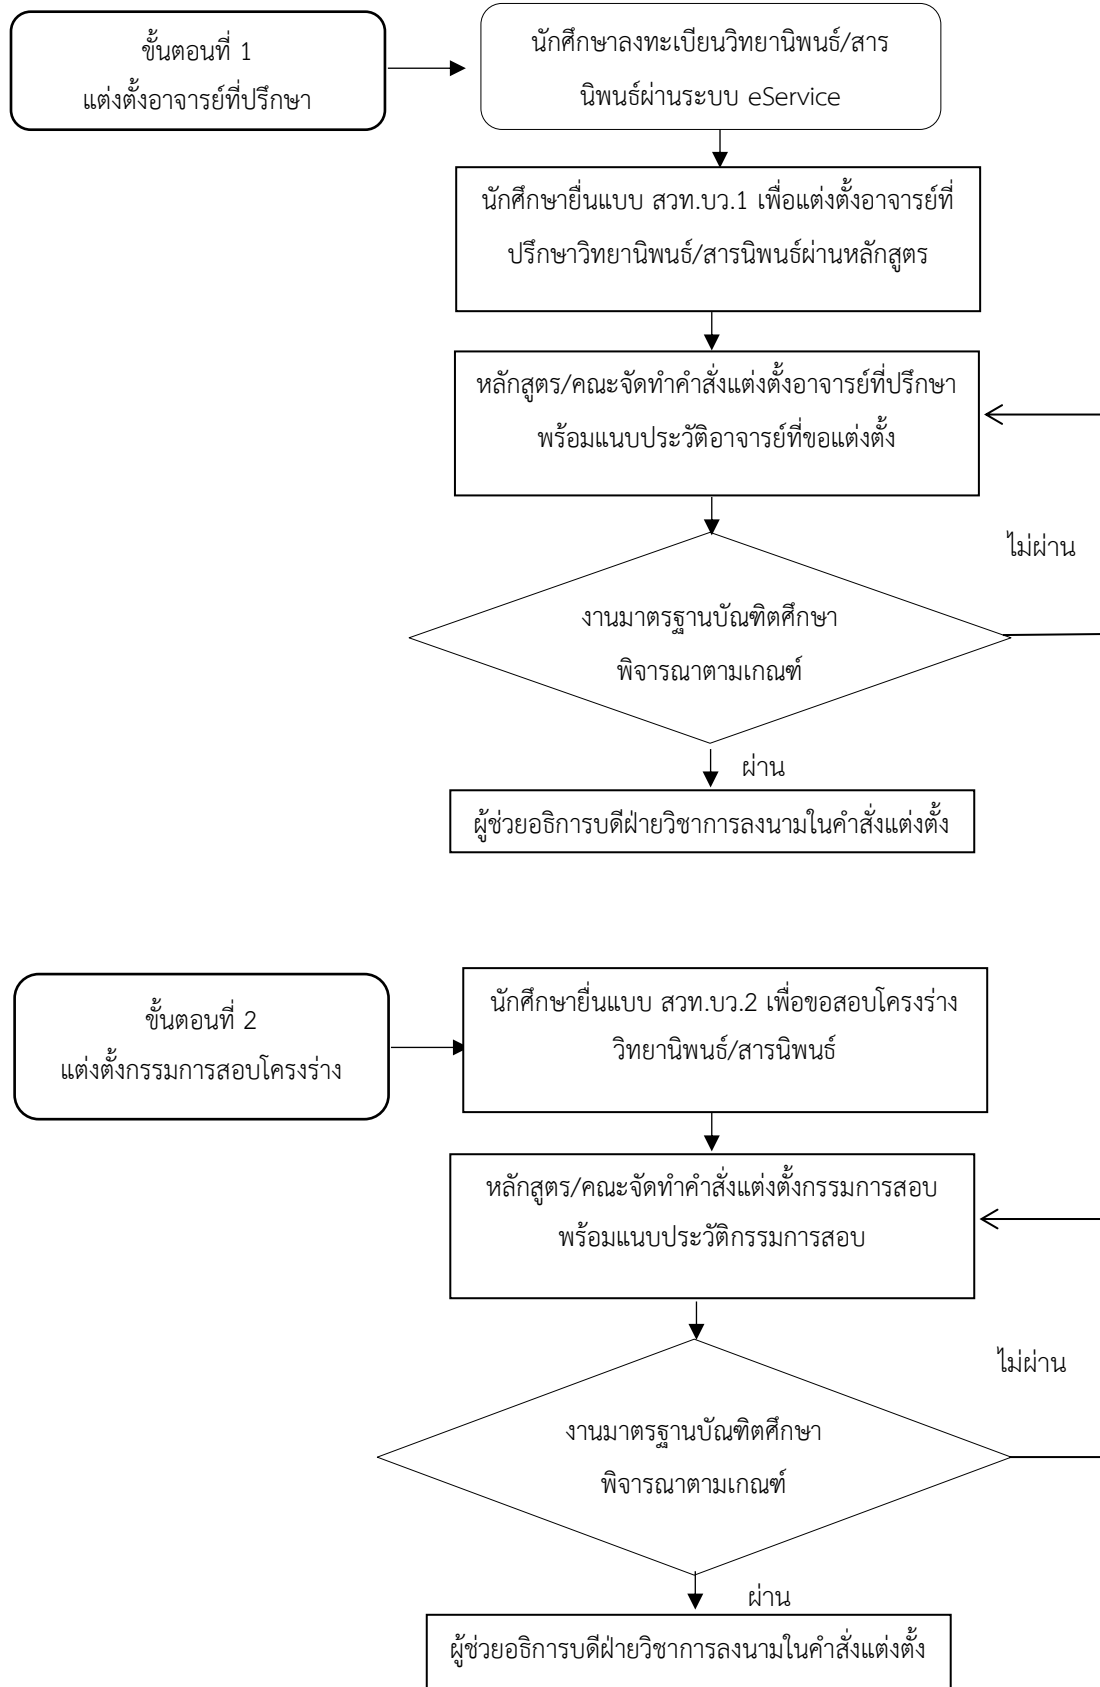 ขั้นตอนที่ 1
แต่งตั้งอาจารย์ที่ปรึกษา
นักศึกษาลงทะเบียนวิทยานิพนธ์/สาร
นิพนธ์ผ่านระบบ eService
นักศึกษายื่นแบบ สวท.บว.1 เพื่อแต่งตั้งอาจารย์ที่
ปรึกษาวิทยานิพนธ์/สารนิพนธ์ผ่านหลักสูตร
หลักสูตร/คณะจัดทำคำสั่งแต่งตั้งอาจารย์ที่ปรึกษา
พร้อมแนบประวัติอาจารย์ที่ขอแต่งตั้ง
ไม่ผ่าน
งานมาตรฐานบัณฑิตศึกษา
พิจารณาตามเกณฑ์
ผ่าน
ผู้ช่วยอธิการบดีฝ่ายวิชาการลงนามในคำสั่งแต่งตั้ง
ขั้นตอนที่ 2
แต่งตั้งกรรมการสอบโครงร่าง
นักศึกษายื่นแบบ สวท.บว.2 เพื่อขอสอบโครงร่าง
วิทยานิพนธ์/สารนิพนธ์
หลักสูตร/คณะจัดทำคำสั่งแต่งตั้งกรรมการสอบ
พร้อมแนบประวัติกรรมการสอบ
ไม่ผ่าน
งานมาตรฐานบัณฑิตศึกษา
พิจารณาตามเกณฑ์
ผ่าน
ผู้ช่วยอธิการบดีฝ่ายวิชาการลงนามในคำสั่งแต่งตั้ง